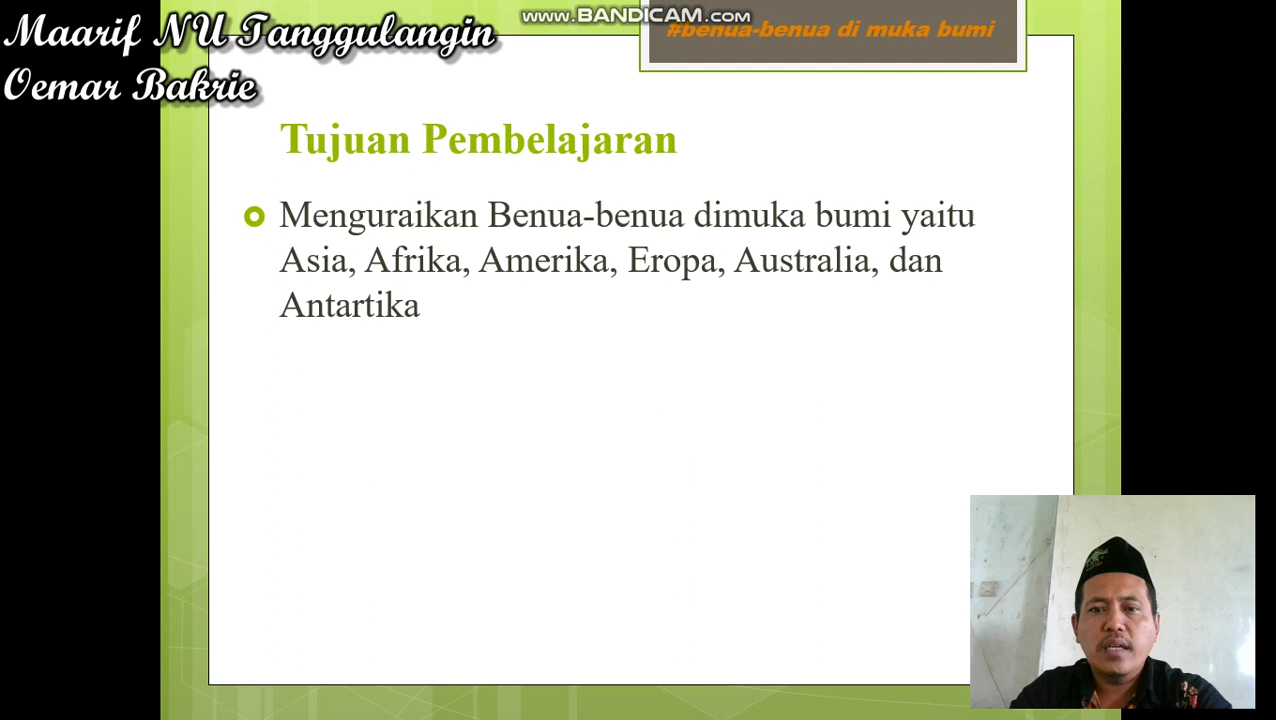 Maarif NU Tanggulangin
Oemar Bakrie
www.BANDICAM.com
#benua-benua di muka bumi
Tujuan Pembelajaran
Menguraikan Benua-benua dimuka bumi yaitu
Asia, Afrika, Amerika, Eropa, Australia, dan
Antartika